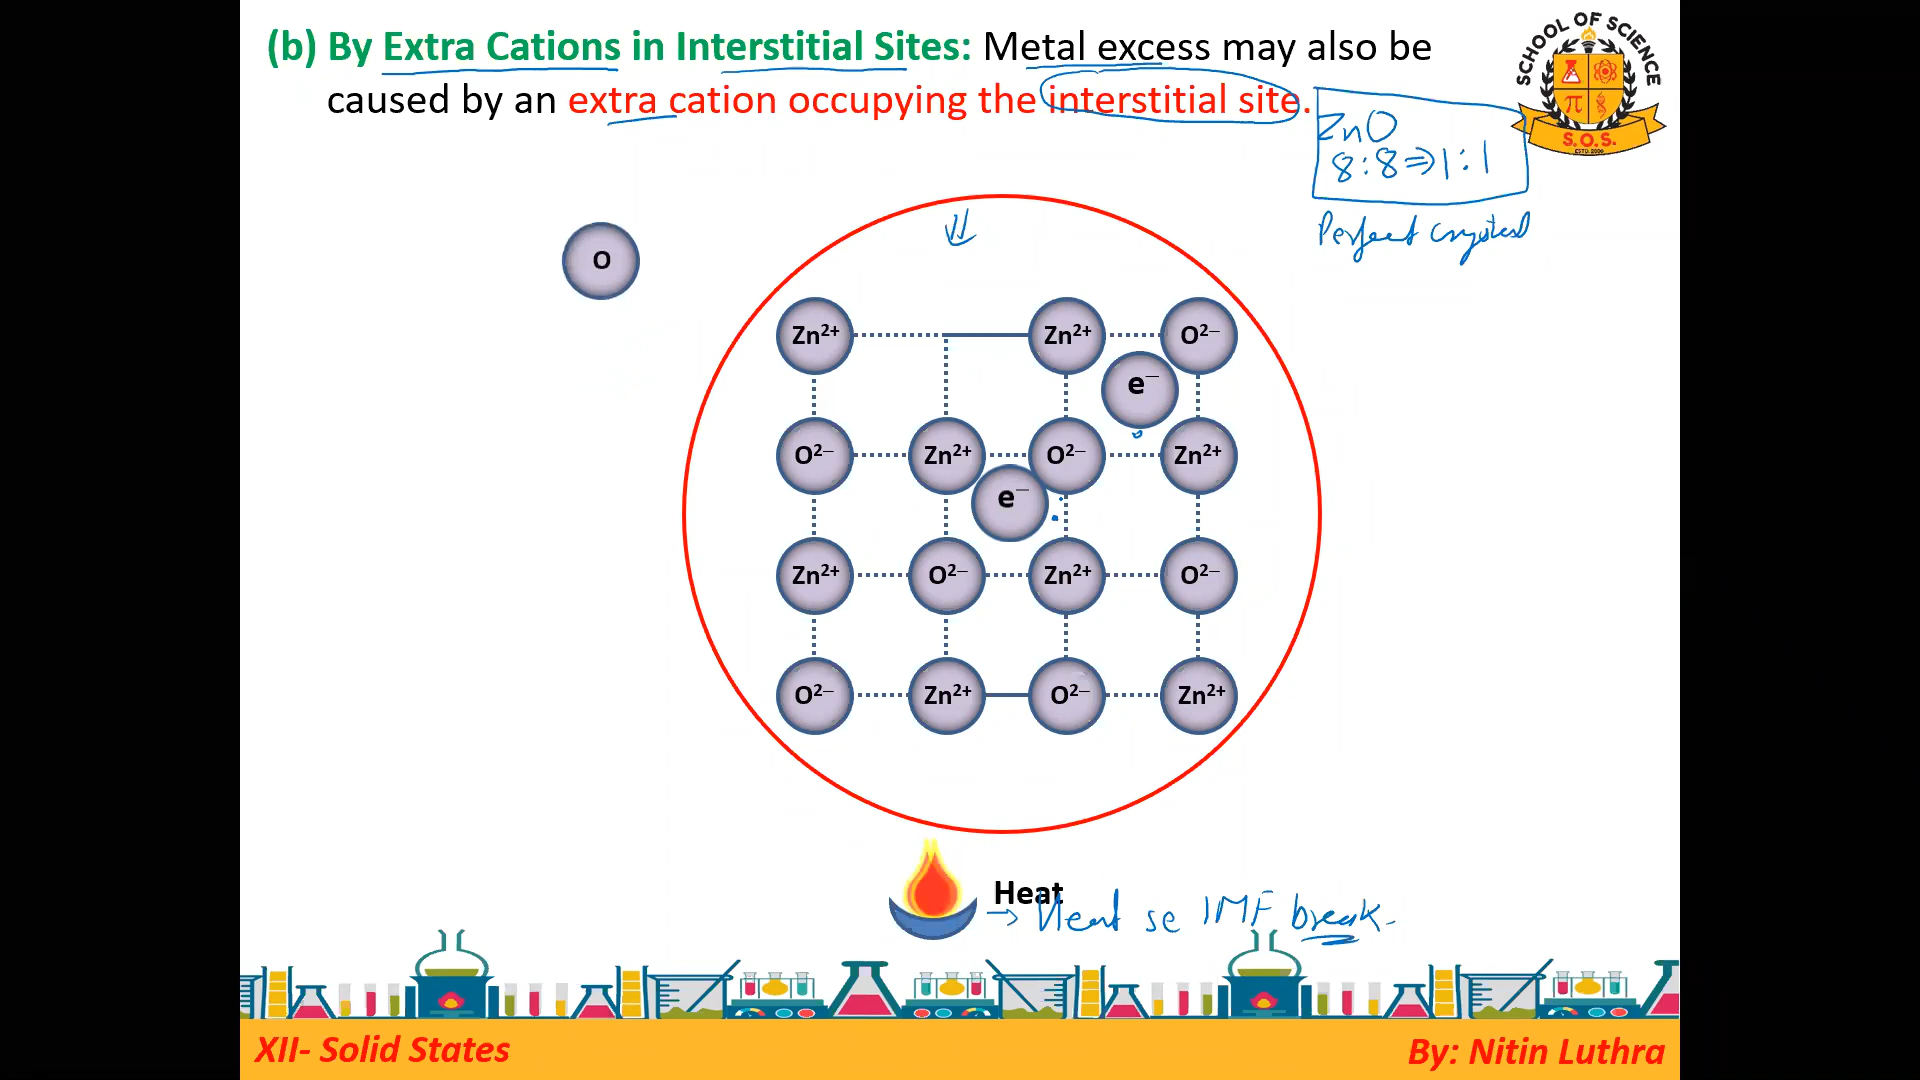 (b) By Extra Cations in Interstitial Sites: Metal excess may also be
caused by an extra cation occupying the interstitial site.
SCHOOL OF SCIENCE
π
S.O.S.
ESTD. 2006
ZnO
8:8⇒1:1
Perfect crystal
O
Zn²⁺ Zn²⁺ O²⁻
e⁻
O²⁻ Zn²⁺ O²⁻ Zn²⁺
e⁻
Zn²⁺ O²⁻ Zn²⁺ O²⁻
O²⁻ Zn²⁺ O²⁻ Zn²⁺
Heat
→ Heat se IMF break.
XII- Solid States
By: Nitin Luthra